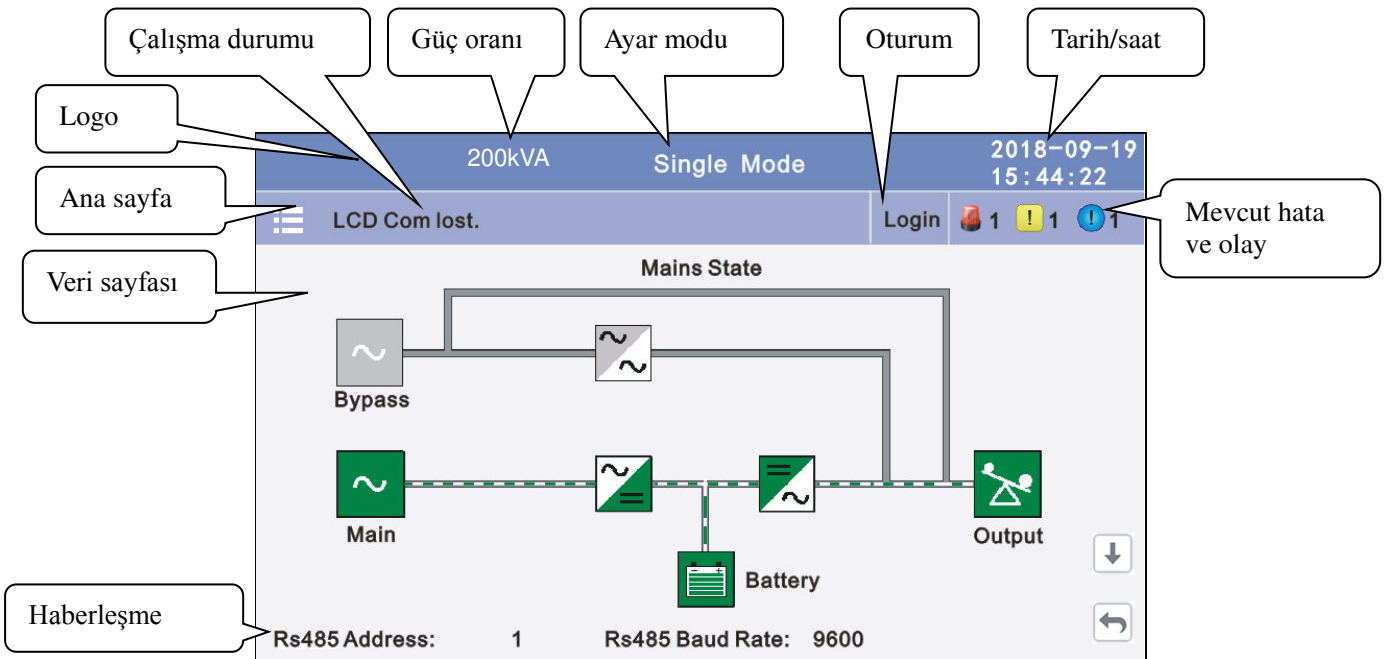 Çalışma durumu
Güç oranı
Ayar modu
Oturum
Tarih/saat
Logo
200kVA
Single Mode
2018-09-19
15:44:22
Ana sayfa
LCD Com lost.
Login
1
! 1
! 1
Mevcut hata
ve olay
Veri sayfası
Mains State
Bypass
Main
Output
Battery
Haberleşme
Rs485 Address: 1 Rs485 Baud Rate: 9600